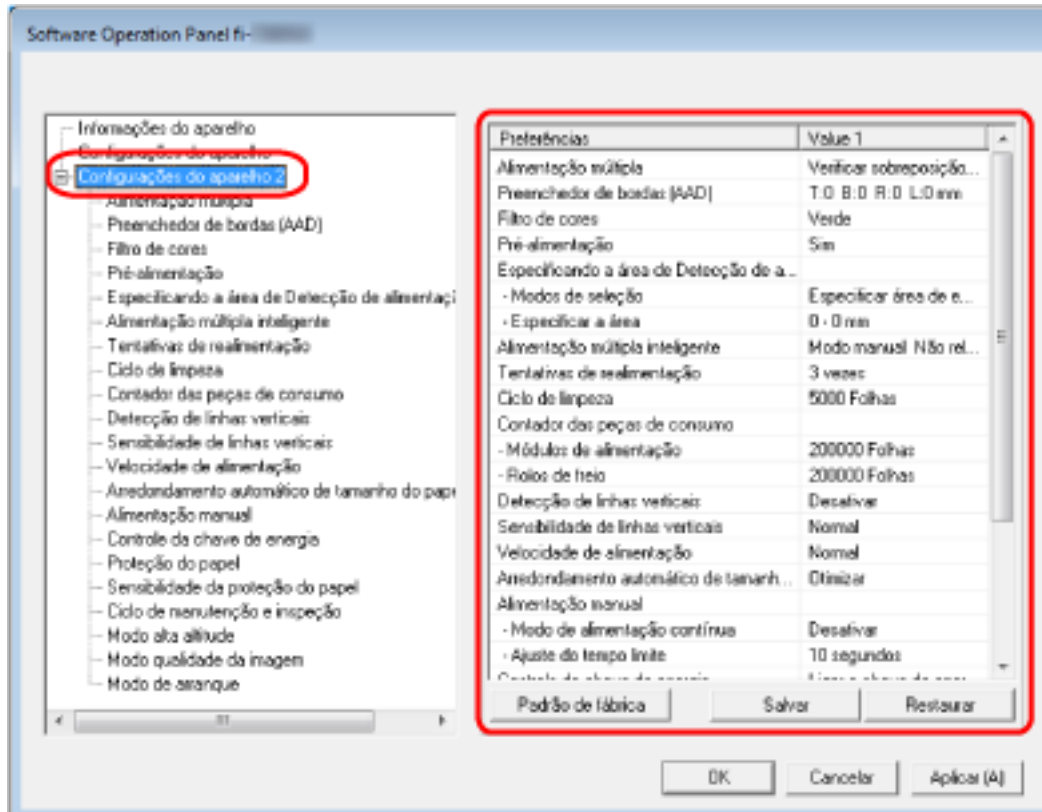 Software Operation Panel fi-
Informações do aparelho
Configurações do aparelho
Configurações do aparelho 2
Alimentação múltipla
Preenchedor de bordas (AAD)
Filtro de cores
Pré-alimentação
Especificando a área de Detecção de alimentaç
Alimentação múltipla inteligente
Tentativas de realimentação
Ciclo de limpeza
Contador das peças de consumo
Detecção de linhas verticais
Sensibilidade de linhas verticais
Velocidade de alimentação
Arredondamento automático de tamanho do pape
Alimentação manual
Controle da chave de energia
Proteção do papel
Sensibilidade da proteção do papel
Ciclo de manutenção e inspeção
Modo alta altitude
Modo qualidade da imagem
Modo de arranque
Preferências Value 1
Alimentação múltipla Verificar sobreposição...
Preenchedor de bordas (AAD) T:0 B:0 R:0 L:0 mm
Filtro de cores Verde
Pré-alimentação Sim
Especificando a área de Detecção de a...
- Modos de seleção Especificar área de e...
- Especificar a área 0 - 0 mm
Alimentação múltipla inteligente Modo manual Não rel...
Tentativas de realimentação 3 vezes
Ciclo de limpeza 5000 Folhas
Contador das peças de consumo
- Módulos de alimentação 200000 Folhas
- Rolos de freio 200000 Folhas
Detecção de linhas verticais Desativar
Sensibilidade de linhas verticais Normal
Velocidade de alimentação Normal
Arredondamento automático de tamanh... Otimizar
Alimentação manual
- Modo de alimentação contínua Desativar
- Ajuste do tempo limite 10 segundos
Controle da chave de energia
Padrão de fábrica Salvar Restaurar
OK Cancelar Aplicar (A)